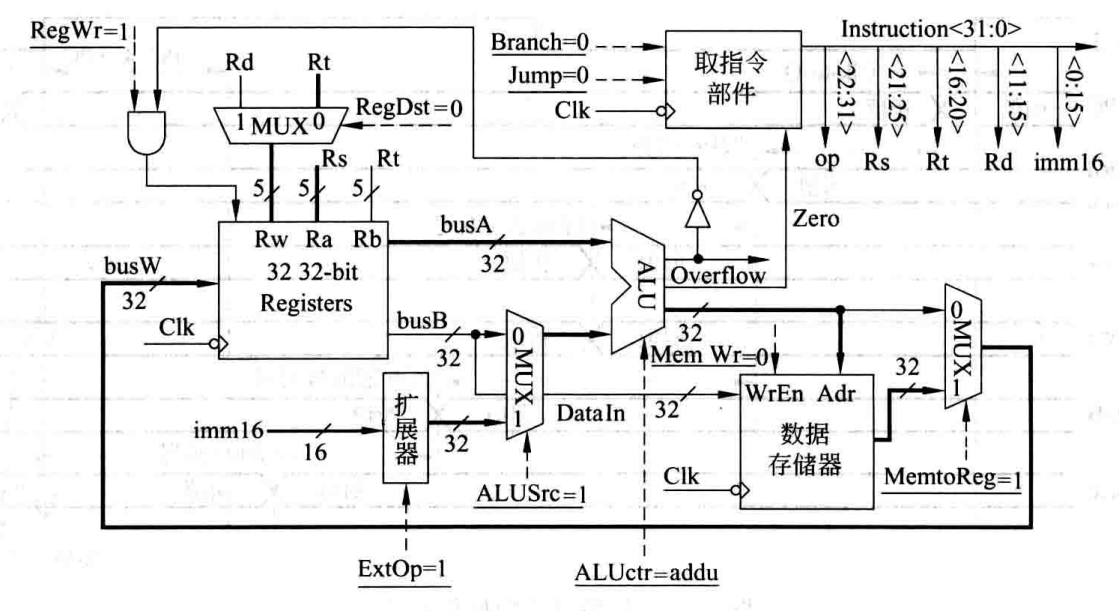 RegWr=1
Branch=0
Jump=0
Clk
取指令
部件
Instruction<31:0>
<22:31>
<21:25>
<16:20>
<11:15>
<0:15>
op
Rs
Rt
Rd
imm16
Rd
Rt
1 MUX 0
RegDst=0
Rs
Rt
5
5
5
Rw Ra Rb
32 32-bit
Registers
busW
32
Clk
busA
32
busB
32
0
MUX
1
ALU
Overflow
Zero
32
Mem Wr=0
WrEn Adr
数据
存储器
Clk
DataIn
32
32
0
MUX
1
MemtoReg=1
imm16
16
扩
展
器
32
ALUSrc=1
ExtOp=1
ALUctr=addu